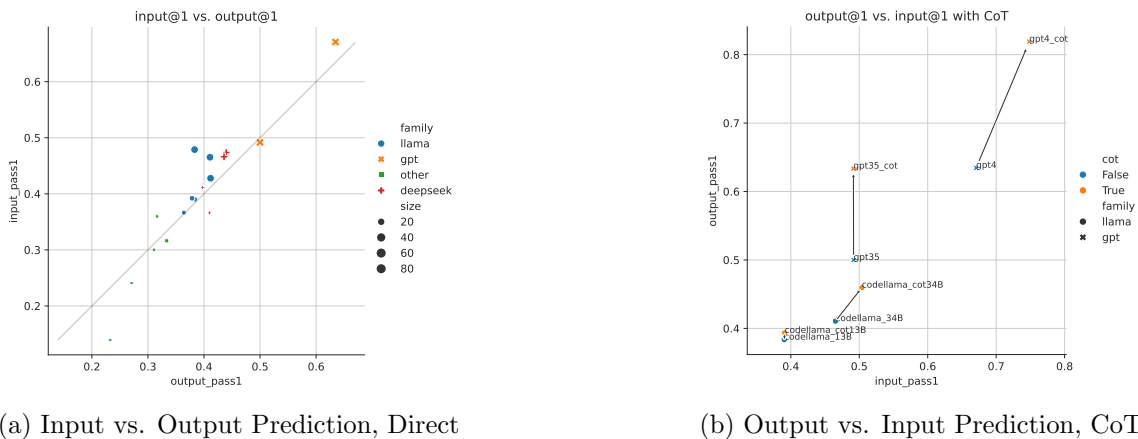 input@1 vs. output@1
input_pass1
0.6
0.5
0.4
0.3
0.2
0.2 0.3 0.4 0.5 0.6
output_pass1
family
llama
gpt
other
deepseek
size
20
40
60
80
output@1 vs. input@1 with CoT
output_pass1
0.8
0.7
0.6
0.5
0.4
gpt4_cot
gpt35_cot
gpt4
gpt35
codellama_cot34B
codellama_34B
codellama_cot13B
codellama_13B
0.4 0.5 0.6 0.7 0.8
input_pass1
cot
False
True
family
llama
gpt
(a) Input vs. Output Prediction, Direct
(b) Output vs. Input Prediction, CoT